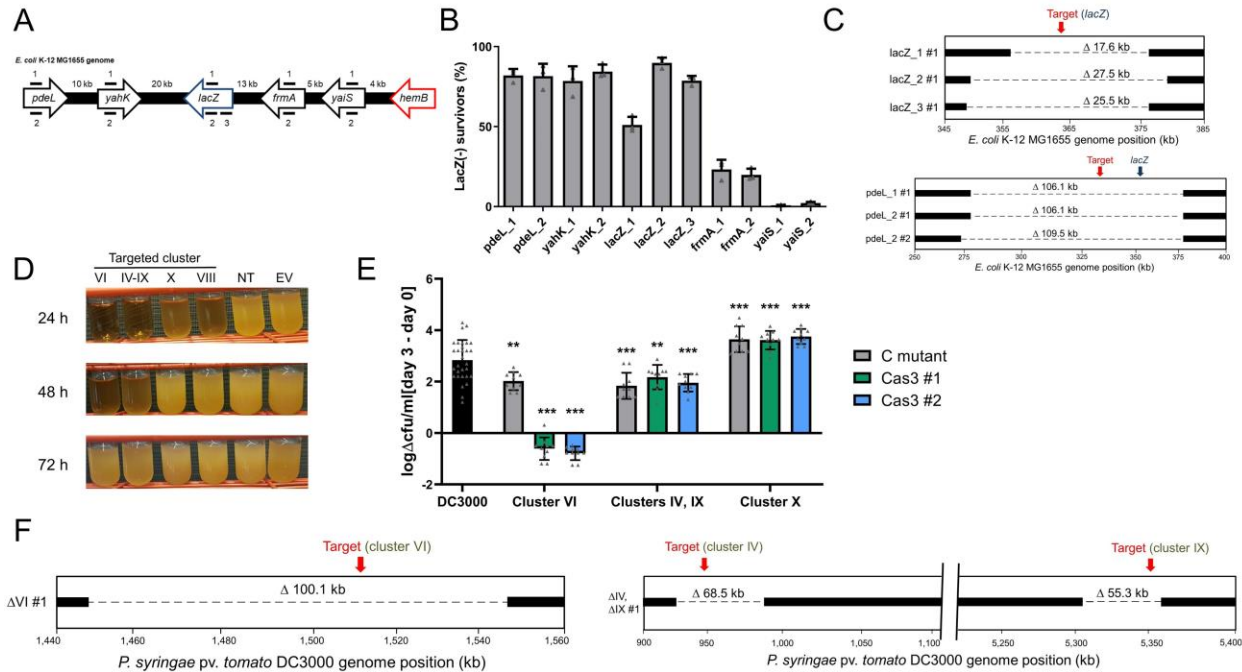 A
E. coli K-12 MG1655 genome
1 1 1 1 1
10 kb 20 kb 13 kb 5 kb 4 kb
pdeL yahK lacZ frmA yaiS hemB
2 2 2 3 2 2
B
LacZ(-) survivors (%)
100
50
0
pdeL_1 pdeL_2 yahK_1 yahK_2 lacZ_1 lacZ_2 lacZ_3 frmA_1 frmA_2 yaiS_1 yaiS_2
C
Target (lacZ)
lacZ_1 #1 Δ 17.6 kb
lacZ_2 #1 Δ 27.5 kb
lacZ_3 #1 Δ 25.5 kb
345 355 365 375 385
E. coli K-12 MG1655 genome position (kb)
Target lacZ
pdeL_1 #1 Δ 106.1 kb
pdeL_2 #1 Δ 106.1 kb
pdeL_2 #2 Δ 109.5 kb
250 275 300 325 350 375 400
E. coli K-12 MG1655 genome position (kb)
D
Targeted cluster
VI IV-IX X VIII NT EV
24 h
48 h
72 h
E
logΔcfu/ml[day 3 - day 0]
6
4
2
0
-2
** *** ***
*** ** ***
*** *** ***
DC3000 Cluster VI Clusters IV, IX Cluster X
C mutant
Cas3 #1
Cas3 #2
F
Target (cluster VI)
ΔVI #1 Δ 100.1 kb
1,440 1,460 1,480 1,500 1,520 1,540 1,560
P. syringae pv. tomato DC3000 genome position (kb)
Target (cluster IV) Target (cluster IX)
ΔIV,
ΔIX #1
Δ 68.5 kb Δ 55.3 kb
900 950 1,000 1,050 1,100 5,250 5,300 5,350 5,400
P. syringae pv. tomato DC3000 genome position (kb)